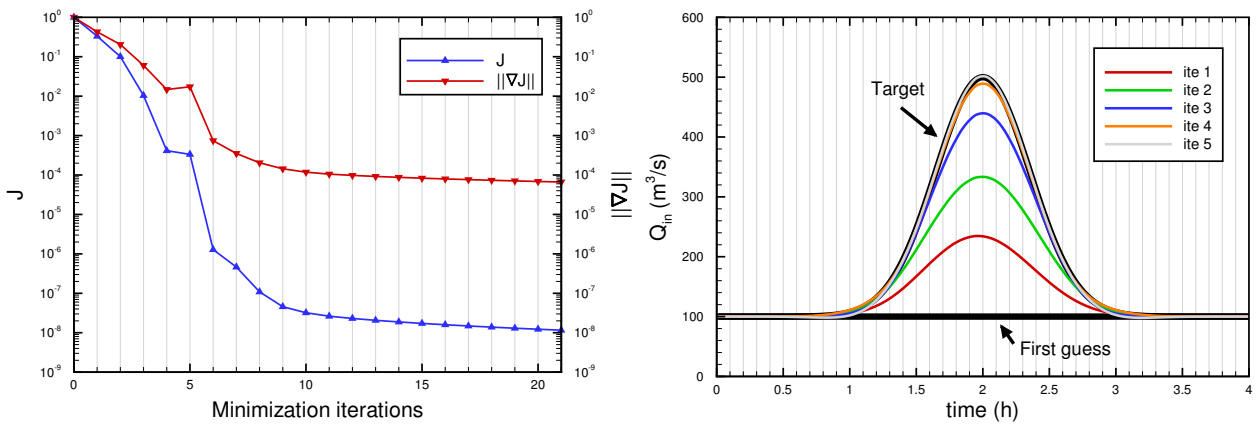 10^0
10^-1
10^-2
10^-3
10^-4
10^-5
10^-6
10^-7
10^-8
10^-9
J
0
5
10
15
20
Minimization iterations
J
||∇J||
10^0
10^-1
10^-2
10^-3
10^-4
10^-5
10^-6
10^-7
10^-8
10^-9
||∇J||
600
500
400
300
200
100
0
Q_in (m^3/s)
0
0.5
1
1.5
2
2.5
3
3.5
4
time (h)
Target
First guess
ite 1
ite 2
ite 3
ite 4
ite 5